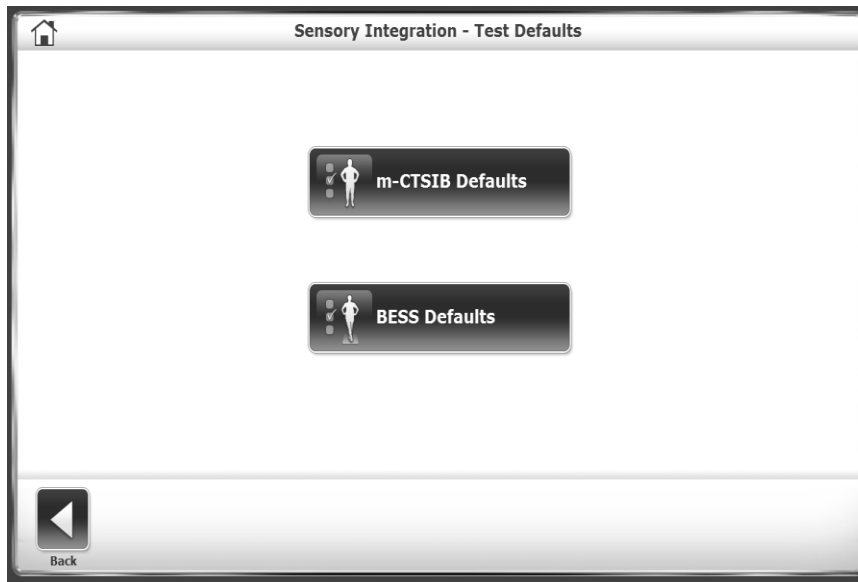 Sensory Integration - Test Defaults
m-CTSIB Defaults
BESS Defaults
Back